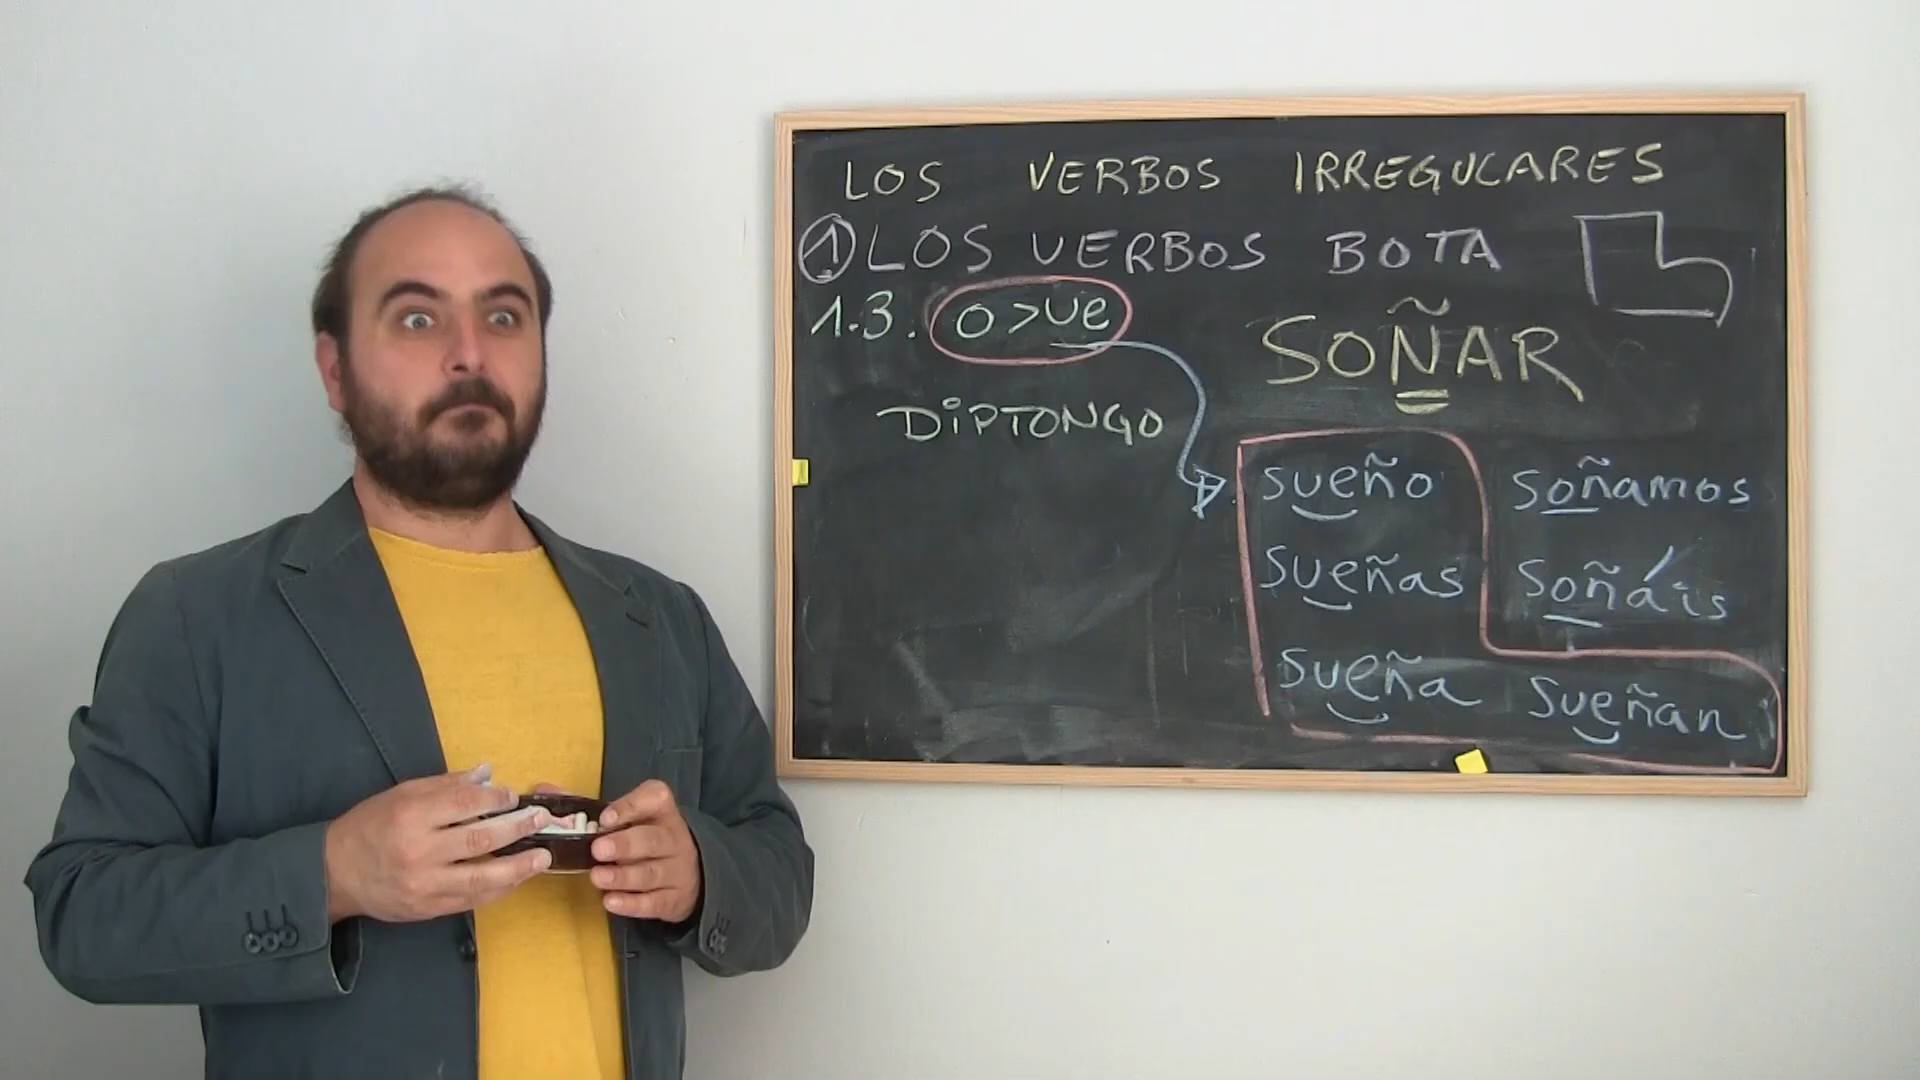 LOS VERBOS IRREGULARES
1 LOS VERBOS BOTA
1.3. O>UE
SOÑAR
DIPTONGO
sueño soñamos
sueñas soñáis
sueña sueñan